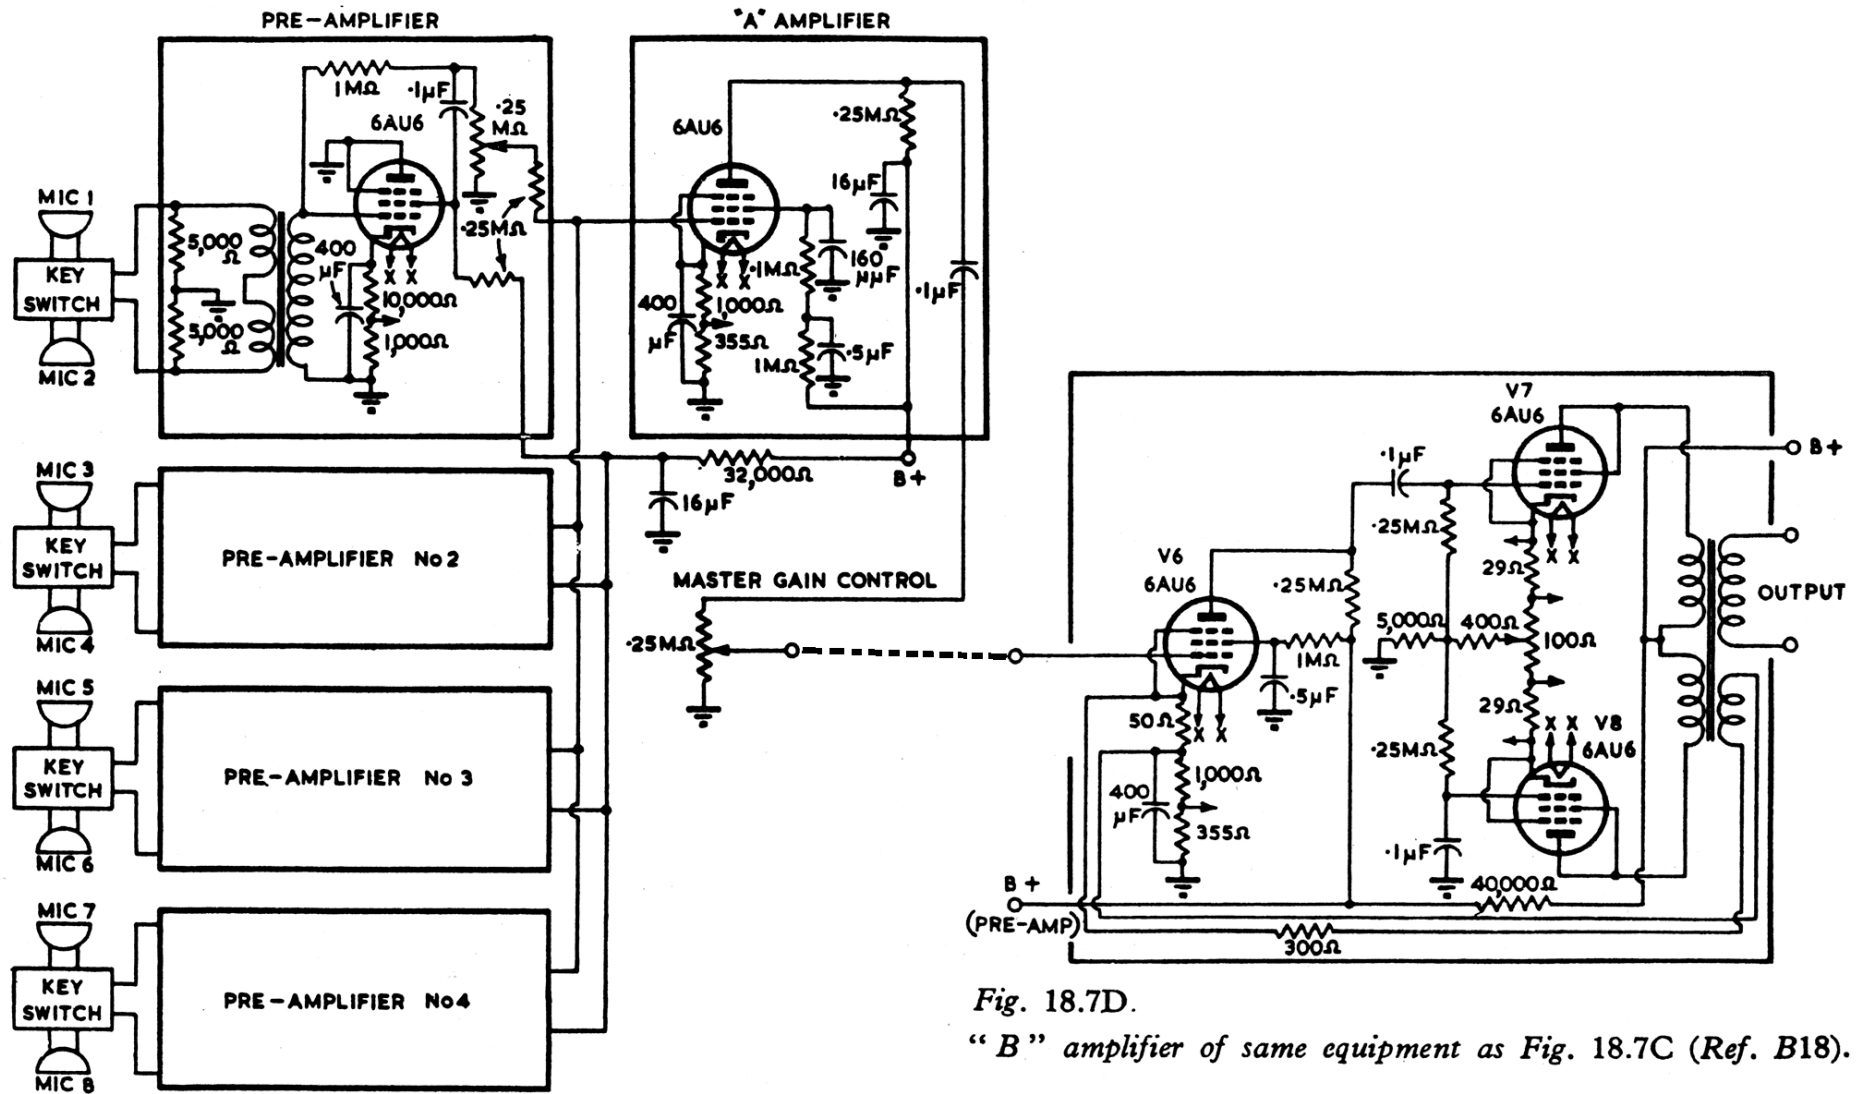 PRE-AMPLIFIER
"A" AMPLIFIER
1MΩ
·1μF
·25
MΩ
6AU6
MIC 1
KEY
SWITCH
MIC 2
5,000
Ω
5,000
Ω
400
μF
X X
10,000Ω
1,000Ω
·25MΩ
6AU6
·25MΩ
16μF
·1MΩ
160
μμF
X X
400
μF
1,000Ω
355Ω
1MΩ
·5μF
·1μF
32,000Ω
B+
16μF
MIC 3
KEY
SWITCH
MIC 4
PRE-AMPLIFIER No 2
MASTER GAIN CONTROL
·25MΩ
MIC 5
KEY
SWITCH
MIC 6
PRE-AMPLIFIER No 3
MIC 7
KEY
SWITCH
MIC 8
PRE-AMPLIFIER No 4
V7
6AU6
B+
·1μF
·25MΩ
X X
29Ω
V6
6AU6
·25MΩ
5,000Ω
400Ω
100Ω
OUTPUT
1MΩ
·5μF
29Ω
X X
V8
6AU6
50Ω
X X
·25MΩ
1,000Ω
400
μF
355Ω
·1μF
B+
(PRE-AMP)
40,000Ω
300Ω
Fig. 18.7D.
"B" amplifier of same equipment as Fig. 18.7C (Ref. B18).